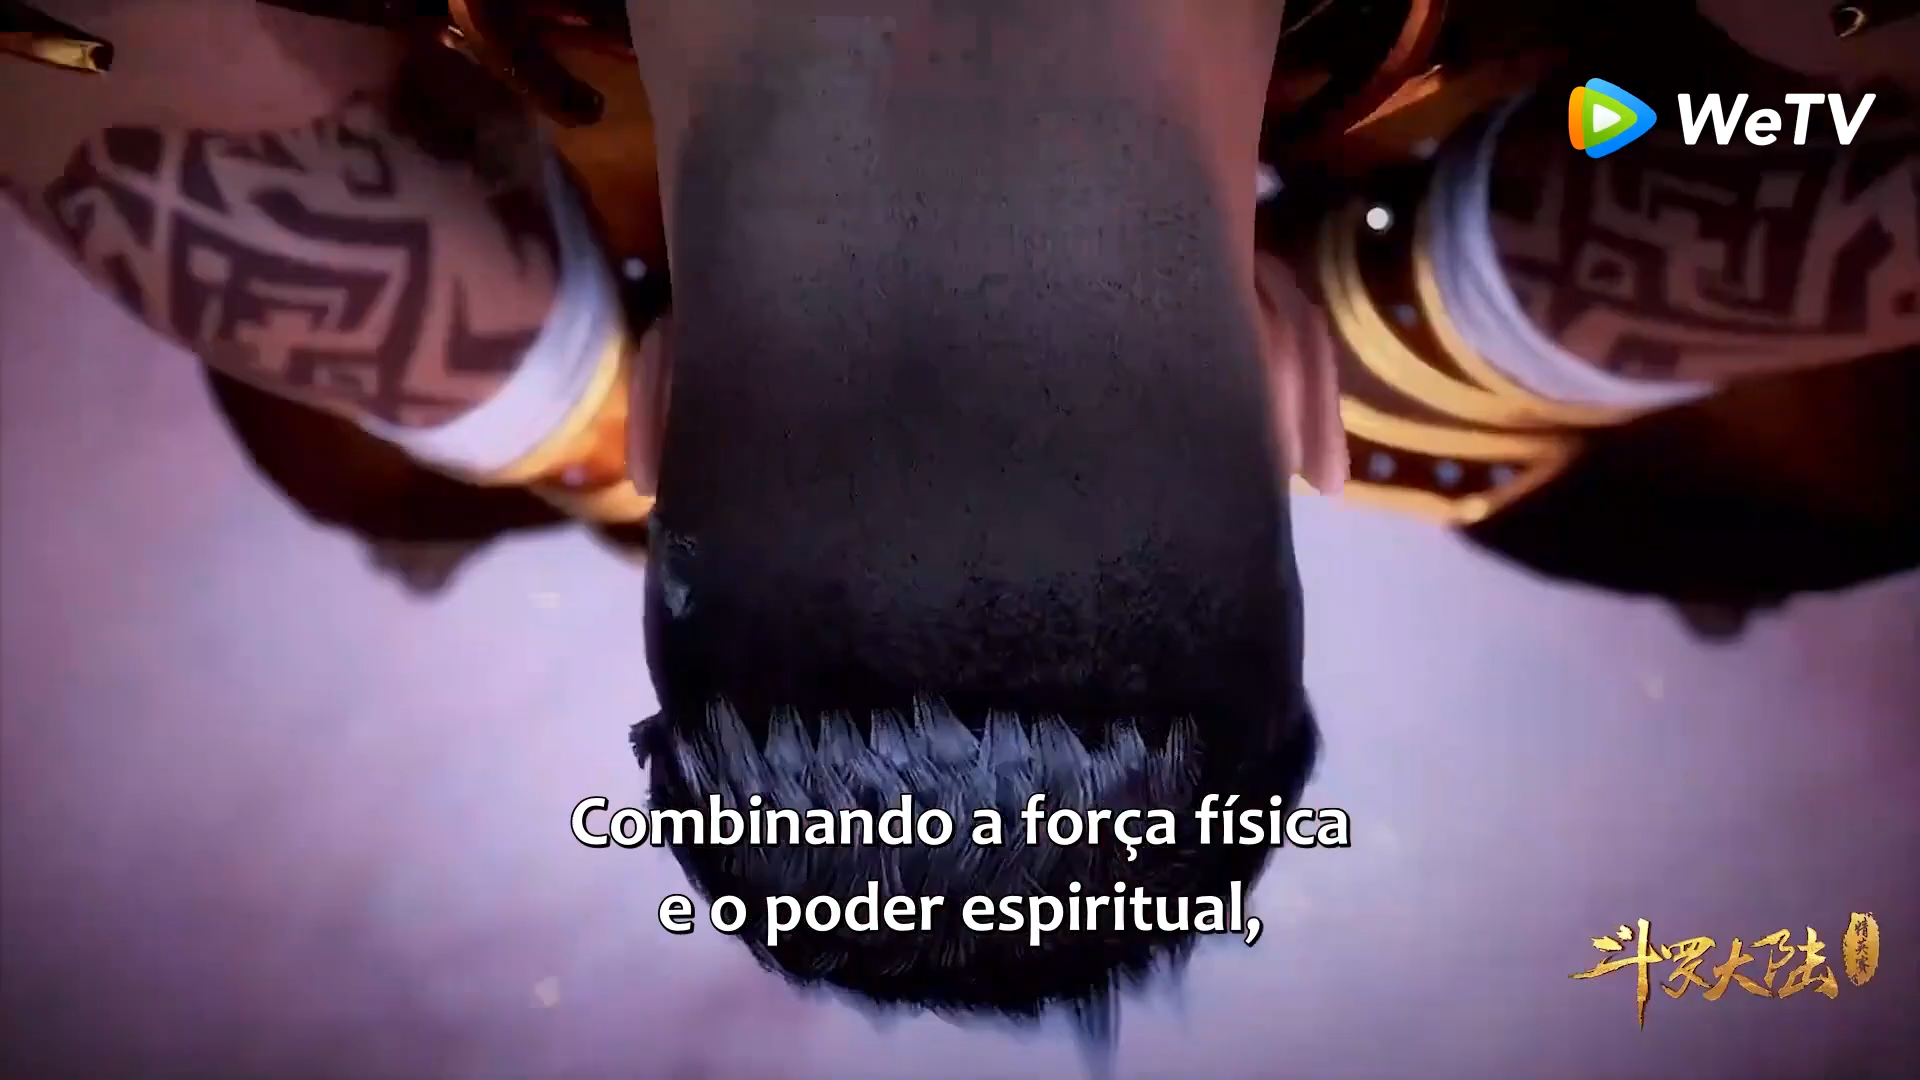 WeTV
Combinando a força física
e o poder espiritual,
斗罗大陆